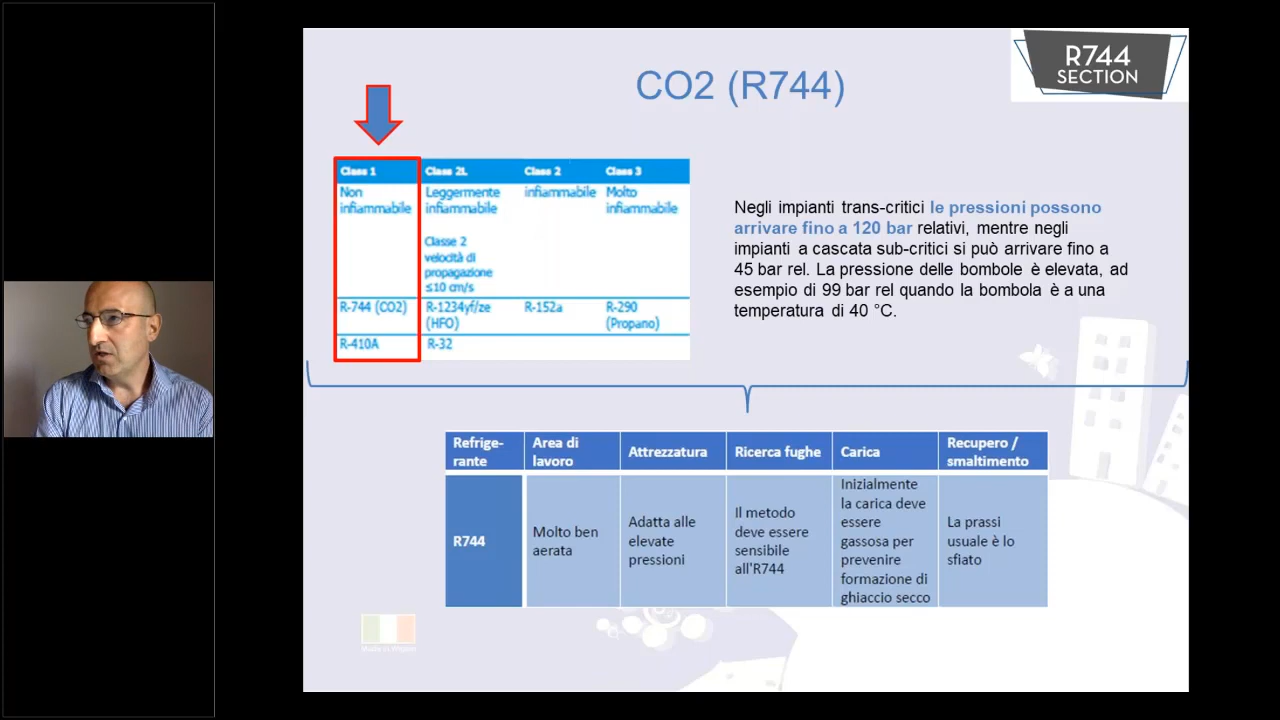 R744
SECTION
CO2 (R744)
Class 1 Class 2L Class 2 Class 3
Non infiammabile
Leggermente infiammabile
infiammabile
Molto infiammabile
Classe 2
velocità di
propagazione
≤10 cm/s
R-744 (CO2) R-1234yf/ze (HFO) R-152a R-290 (Propano)
R-410A R-32
Negli impianti trans-critici le pressioni possono
arrivare fino a 120 bar relativi, mentre negli
impianti a cascata sub-critici si può arrivare fino a
45 bar rel. La pressione delle bombole è elevata, ad
esempio di 99 bar rel quando la bombola è a una
temperatura di 40 °C.
Refrige-
rante
Area di
lavoro
Attrezzatura
Ricerca fughe
Carica
Recupero /
smaltimento
R744
Molto ben
aerata
Adatta alle
elevate
pressioni
Il metodo
deve essere
sensibile
all'R744
Inizialmente
la carica deve
essere
gassosa per
prevenire
formazione di
ghiaccio secco
La prassi
usuale è lo
sfiato